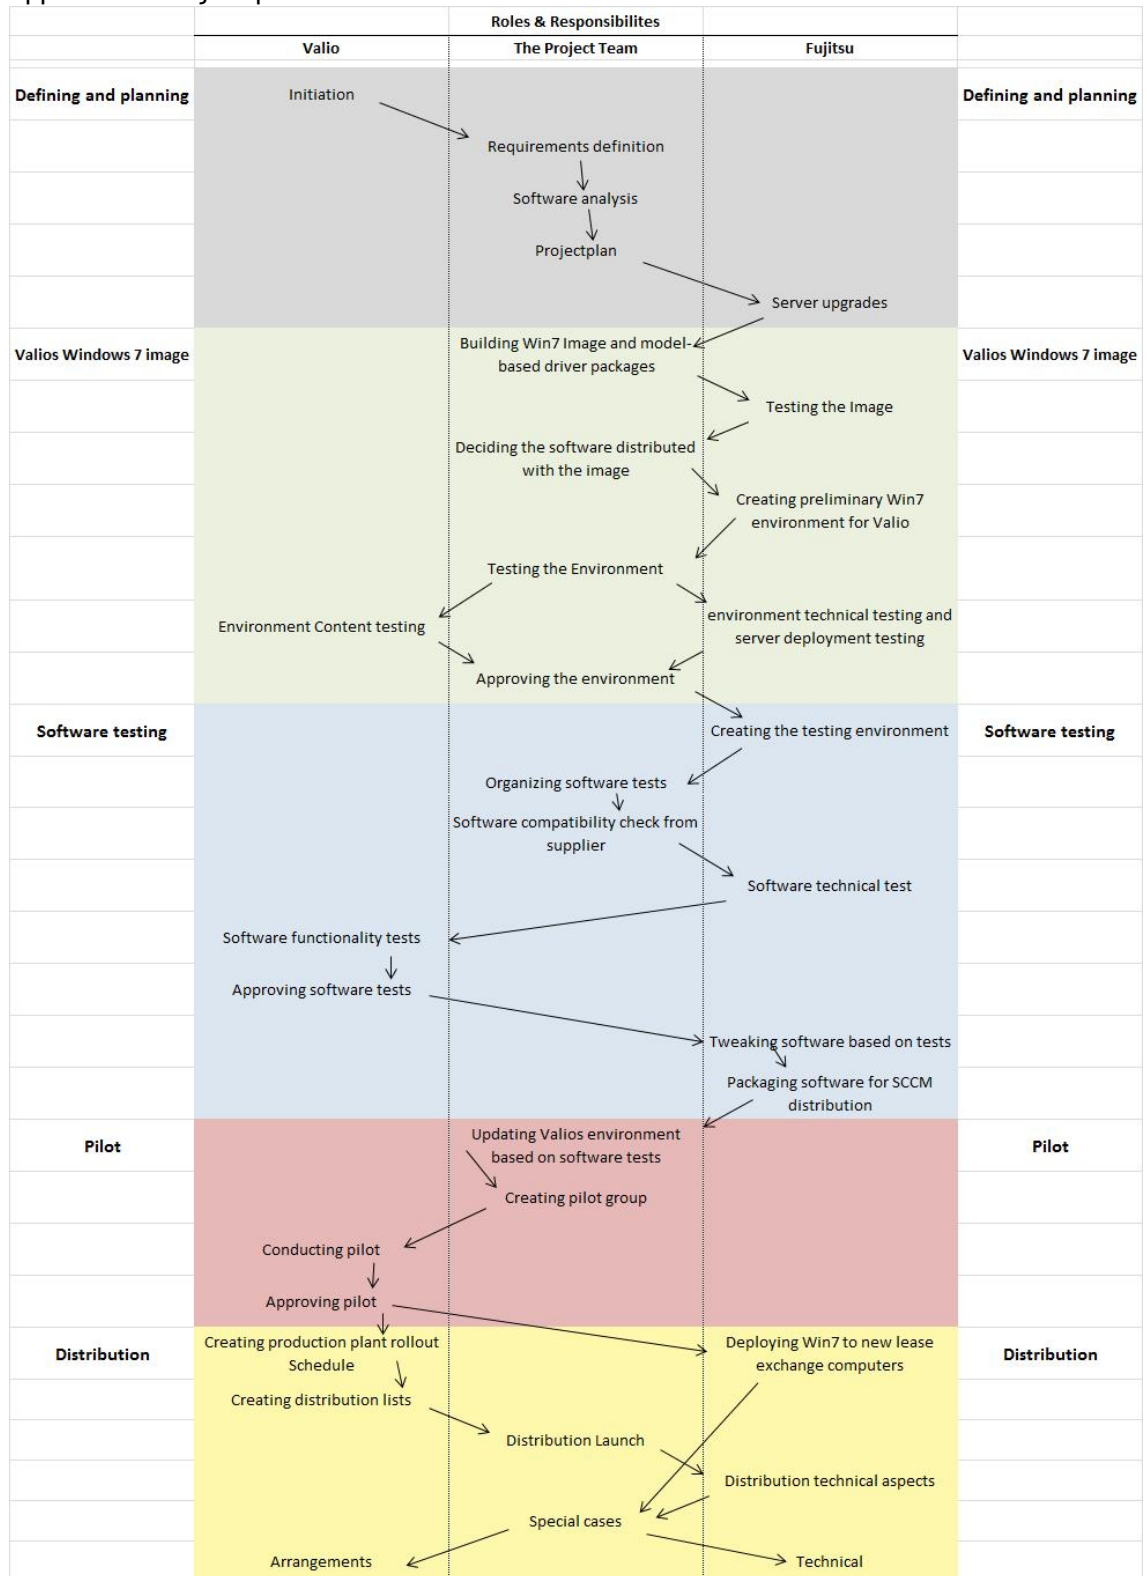 Roles & Responsibilites
Valio The Project Team Fujitsu
Defining and planning Initiation Defining and planning
Requirements definition
Software analysis
Projectplan
Server upgrades
Valios Windows 7 image Building Win7 Image and model- Valios Windows 7 image
based driver packages
Testing the Image
Deciding the software distributed
with the image
Creating preliminary Win7
environment for Valio
Testing the Environment
Environment Content testing
environment technical testing and
server deployment testing
Approving the environment
Software testing Creating the testing environment Software testing
Organizing software tests
Software compatibility check from
supplier
Software technical test
Software functionality tests
Approving software tests
Tweaking software based on tests
Packaging software for SCCM
distribution
Pilot Updating Valios environment Pilot
based on software tests
Creating pilot group
Conducting pilot
Approving pilot
Distribution Creating production plant rollout Deploying Win7 to new lease Distribution
Schedule exchange computers
Creating distribution lists
Distribution Launch
Distribution technical aspects
Special cases
Arrangements Technical